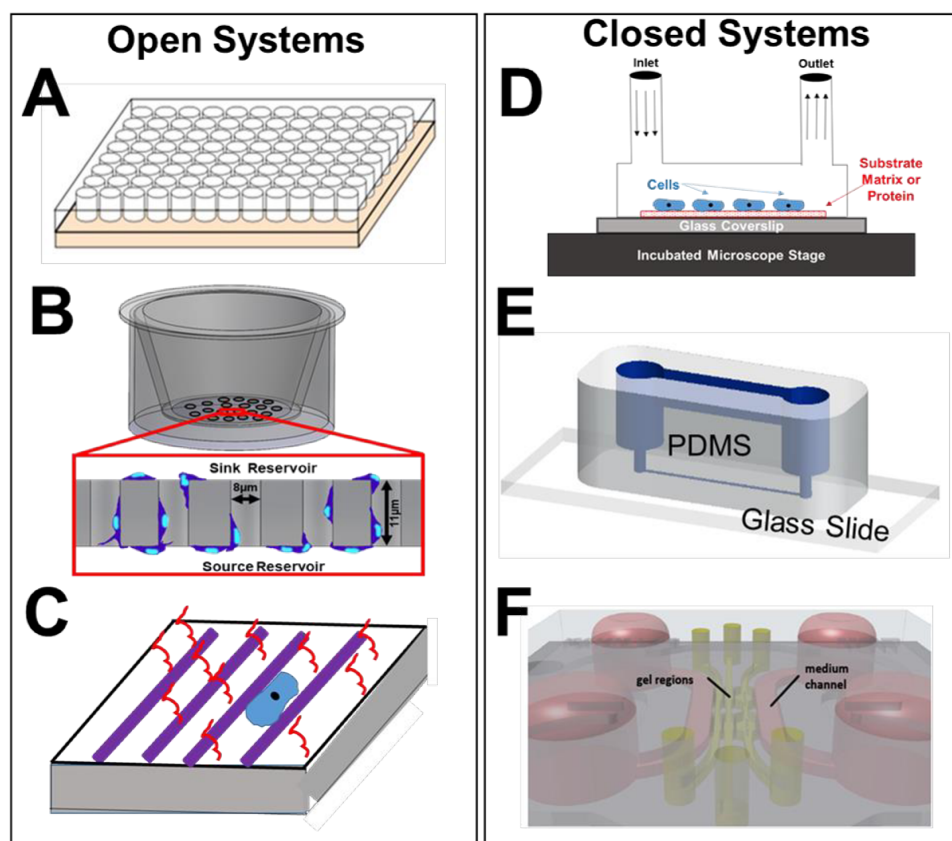 Open Systems
A
B
Sink Reservoir
8µm
11µm
Source Reservoir
C
Closed Systems
D
Inlet
Outlet
Cells
Substrate
Matrix or
Protein
Glass Coverslip
Incubated Microscope Stage
E
PDMS
Glass Slide
F
gel regions
medium
channel